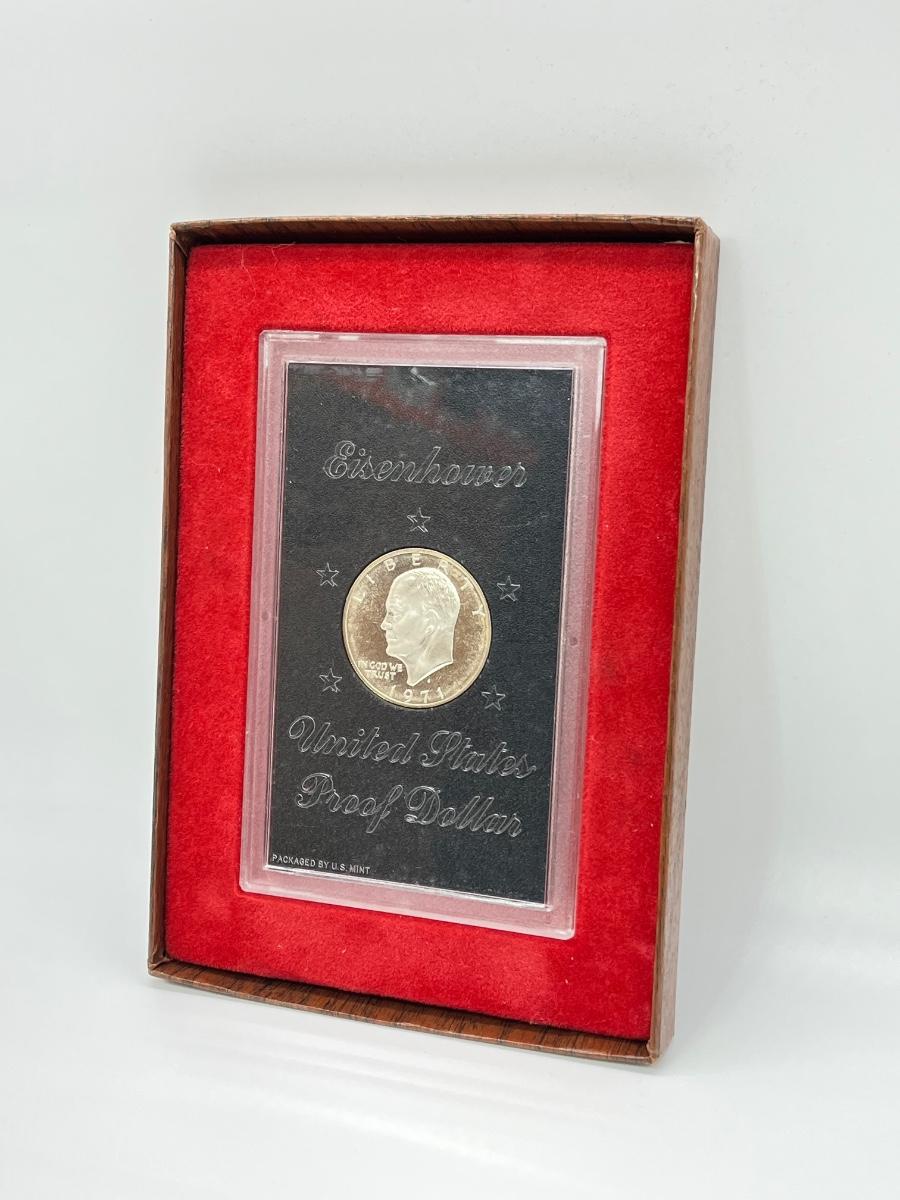 Eisenhower
LIBERTY
IN GOD WE
TRUST
1971
United States
Proof Dollar
PACKAGED BY U.S. MINT